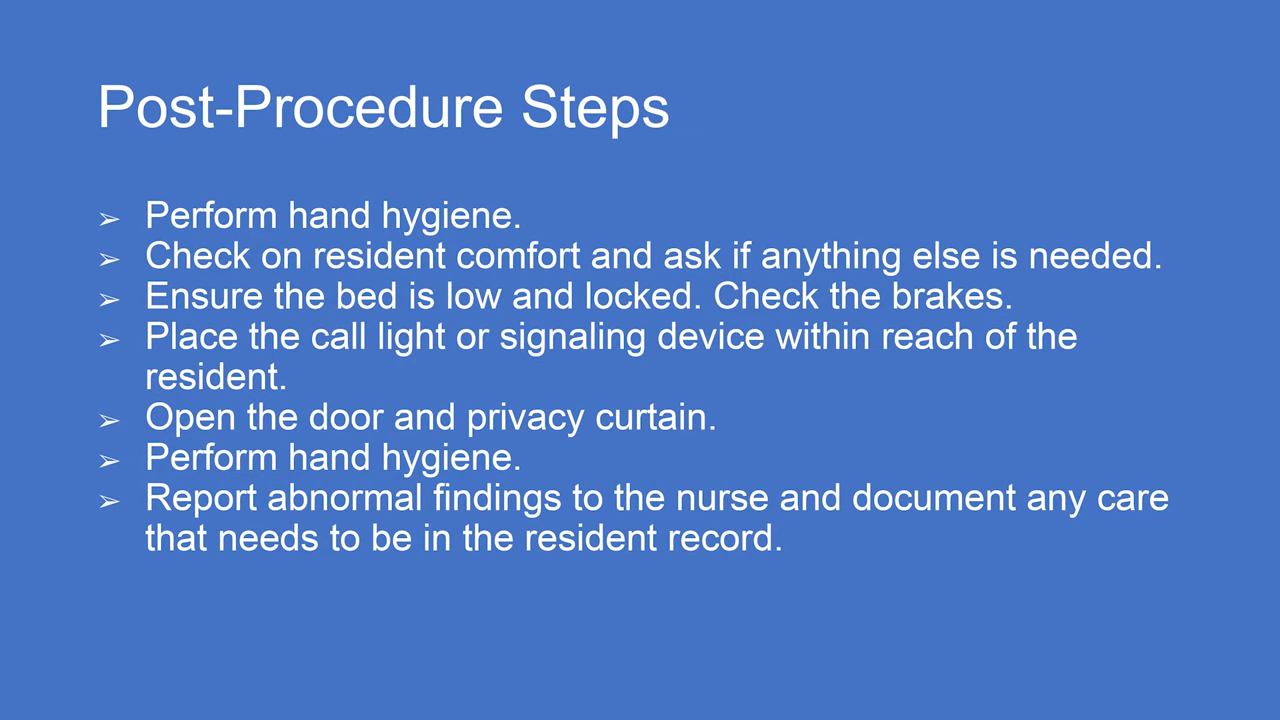 Post-Procedure Steps
➢ Perform hand hygiene.
➢ Check on resident comfort and ask if anything else is needed.
➢ Ensure the bed is low and locked. Check the brakes.
➢ Place the call light or signaling device within reach of the
resident.
➢ Open the door and privacy curtain.
➢ Perform hand hygiene.
➢ Report abnormal findings to the nurse and document any care
that needs to be in the resident record.